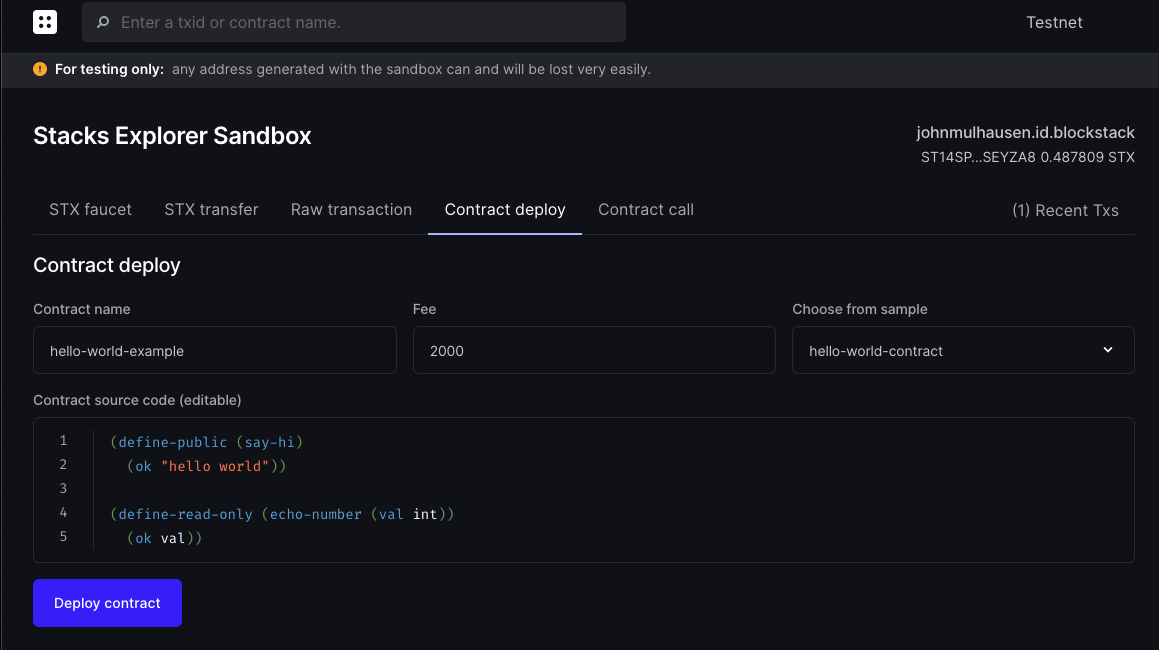 Enter a txid or contract name.
Testnet
For testing only: any address generated with the sandbox can and will be lost very easily.
Stacks Explorer Sandbox
johnmulhausen.id.blockstack
ST14SP...SEYZA8 0.487809 STX
STX faucet STX transfer Raw transaction Contract deploy Contract call (1) Recent Txs
Contract deploy
Contract name Fee Choose from sample
hello-world-example 2000 hello-world-contract
Contract source code (editable)
1 (define-public (say-hi)
2   (ok "hello world"))
3
4 (define-read-only (echo-number (val int))
5   (ok val))
Deploy contract